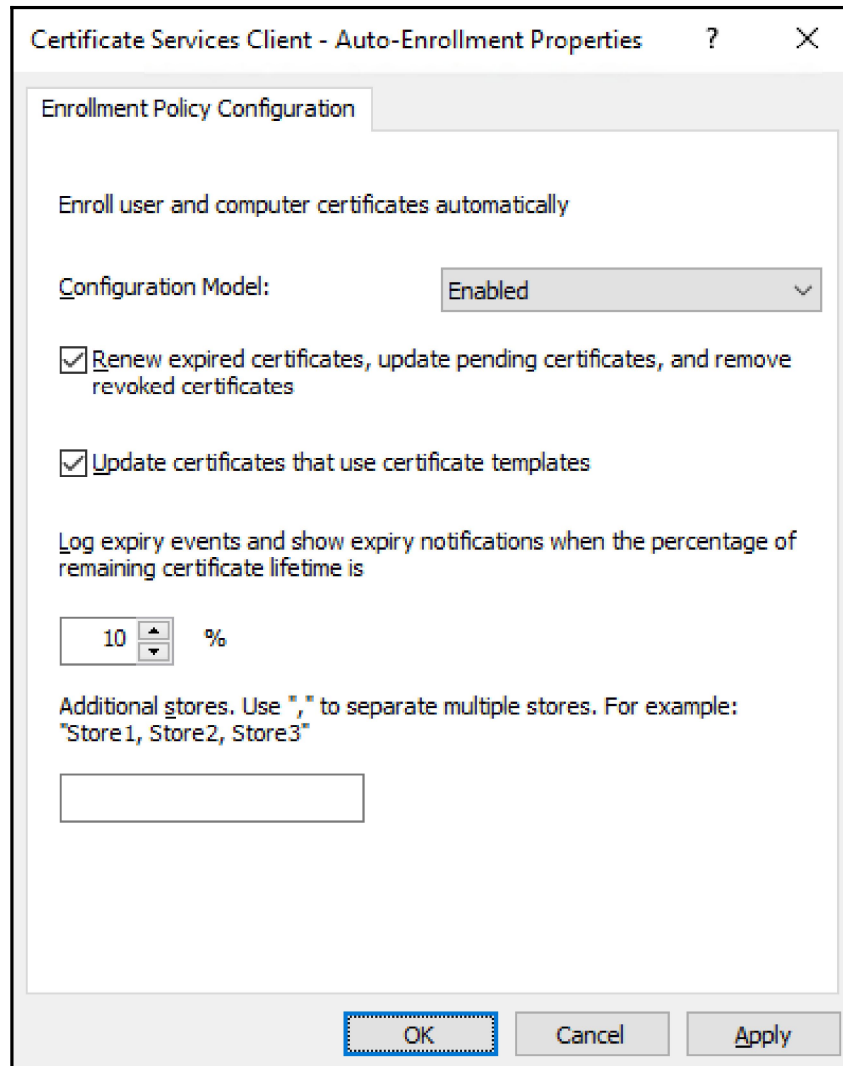 Certificate Services Client - Auto-Enrollment Properties ? ×
Enrollment Policy Configuration
Enroll user and computer certificates automatically
Configuration Model: Enabled
Renew expired certificates, update pending certificates, and remove
revoked certificates
Update certificates that use certificate templates
Log expiry events and show expiry notifications when the percentage of
remaining certificate lifetime is
10 %
Additional stores. Use "," to separate multiple stores. For example:
"Store1, Store2, Store3"
OK Cancel Apply